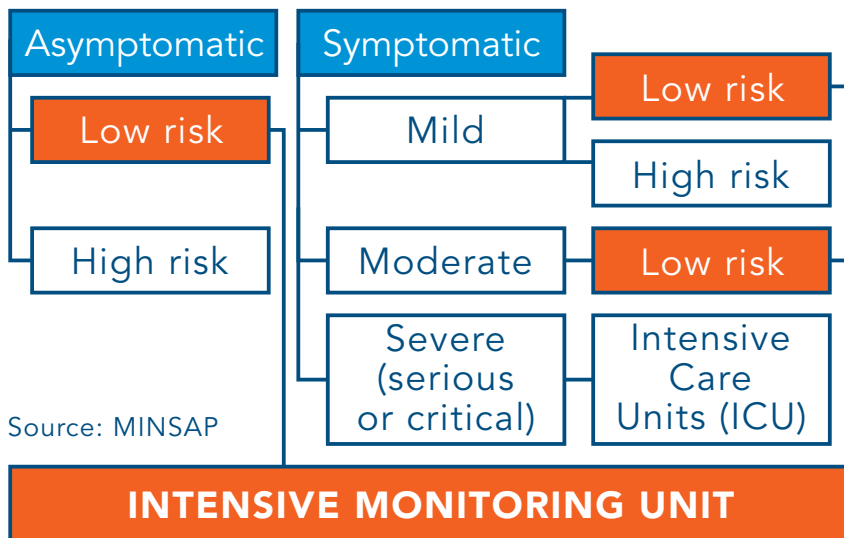 Asymptomatic
Low risk
High risk
Symptomatic
Mild
Low risk
High risk
Moderate
Low risk
Severe
(serious
or critical)
Intensive
Care
Units (ICU)
Source: MINSAP
INTENSIVE MONITORING UNIT